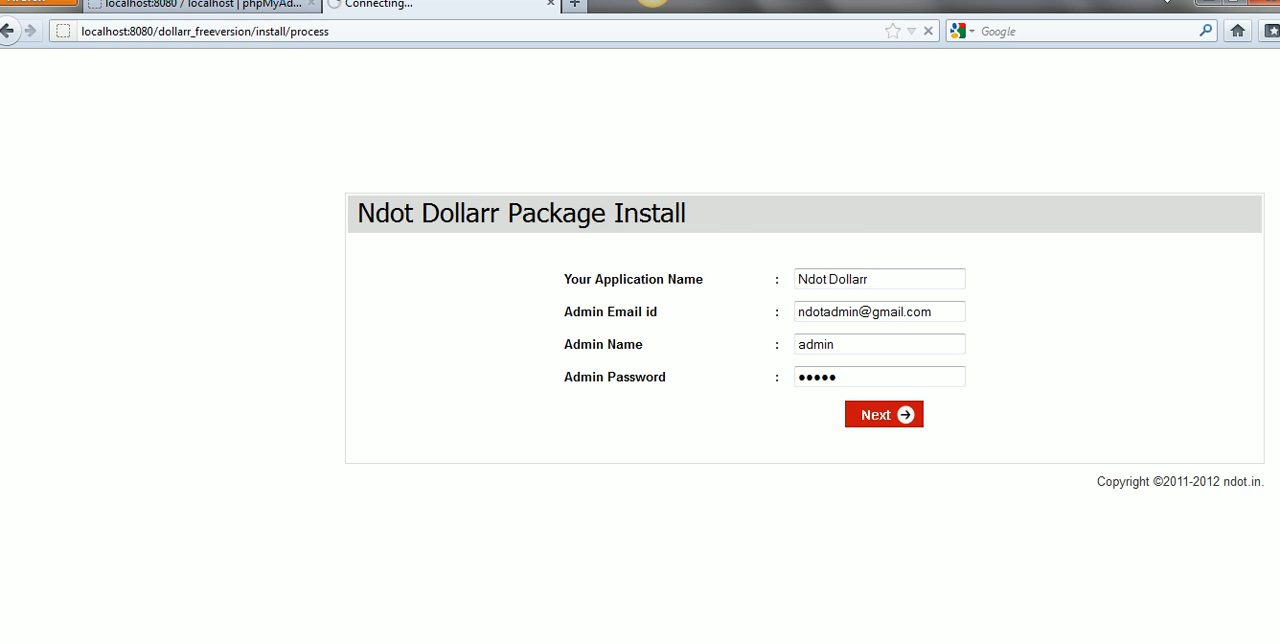 localhost:8080 / localhost | phpMyAd...
Connecting...
localhost:8080/dollarr_freeversion/install/process
Google
Ndot Dollarr Package Install
Your Application Name : Ndot Dollarr
Admin Email id : ndotadmin@gmail.com
Admin Name : admin
Admin Password : •••••
Next
Copyright ©2011-2012 ndot.in.